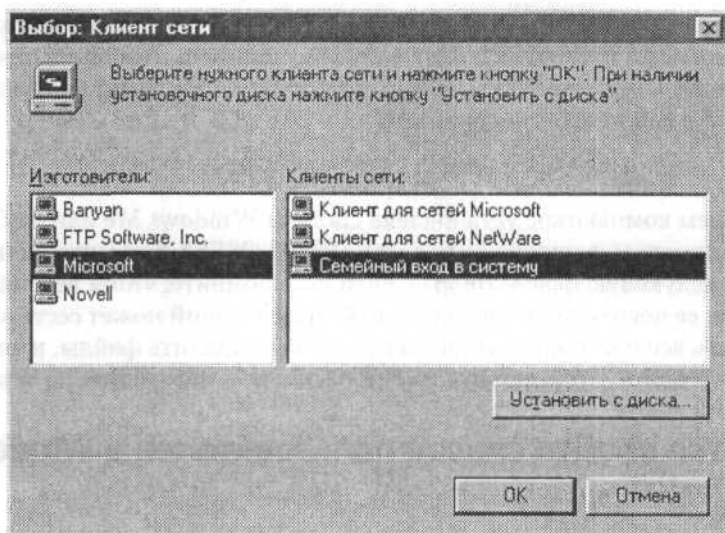 Выбор: Клиент сети
Выберите нужного клиента сети и нажмите кнопку "ОК". При наличии
установочного диска нажмите кнопку "Установить с диска".
Изготовители:
Banyan
FTP Software, Inc.
Microsoft
Novell
Клиенты сети:
Клиент для сетей Microsoft
Клиент для сетей NetWare
Семейный вход в систему
Установить с диска...
ОК
Отмена